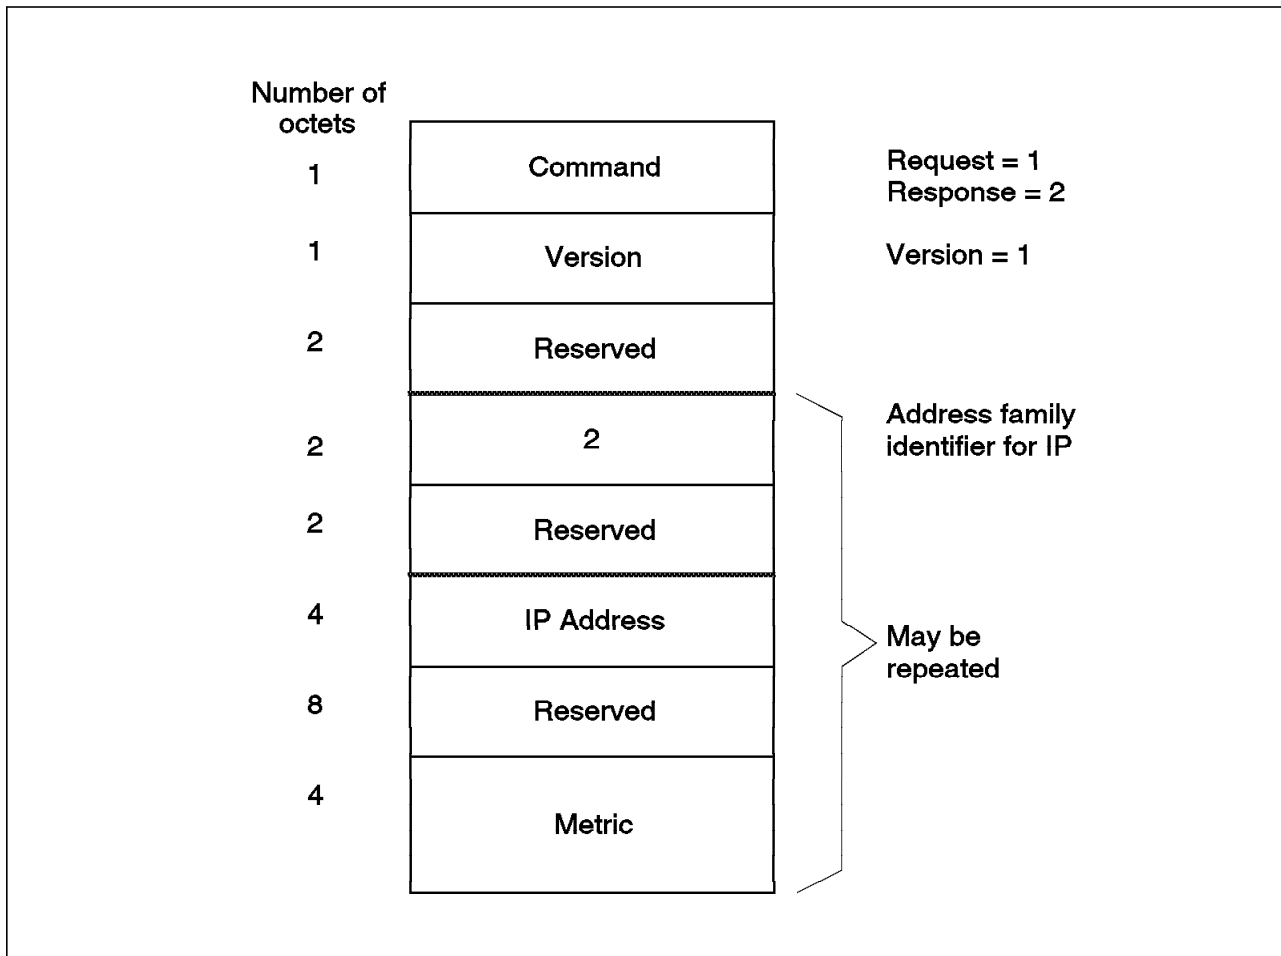 Number of
octets
1
Command
Request = 1
Response = 2
1
Version
Version = 1
2
Reserved
2
2
Address family
identifier for IP
2
Reserved
4
IP Address
May be
repeated
8
Reserved
4
Metric